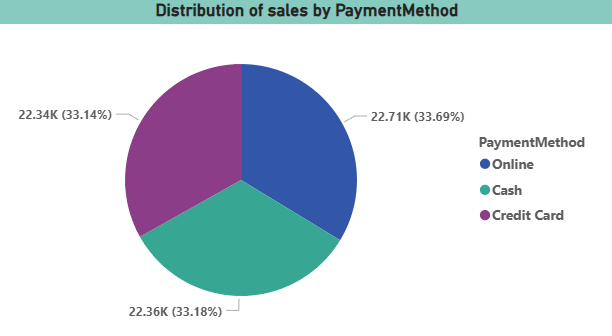 Distribution of sales by PaymentMethod
22.34K (33.14%)
22.71K (33.69%)
PaymentMethod
Online
Cash
Credit Card
22.36K (33.18%)